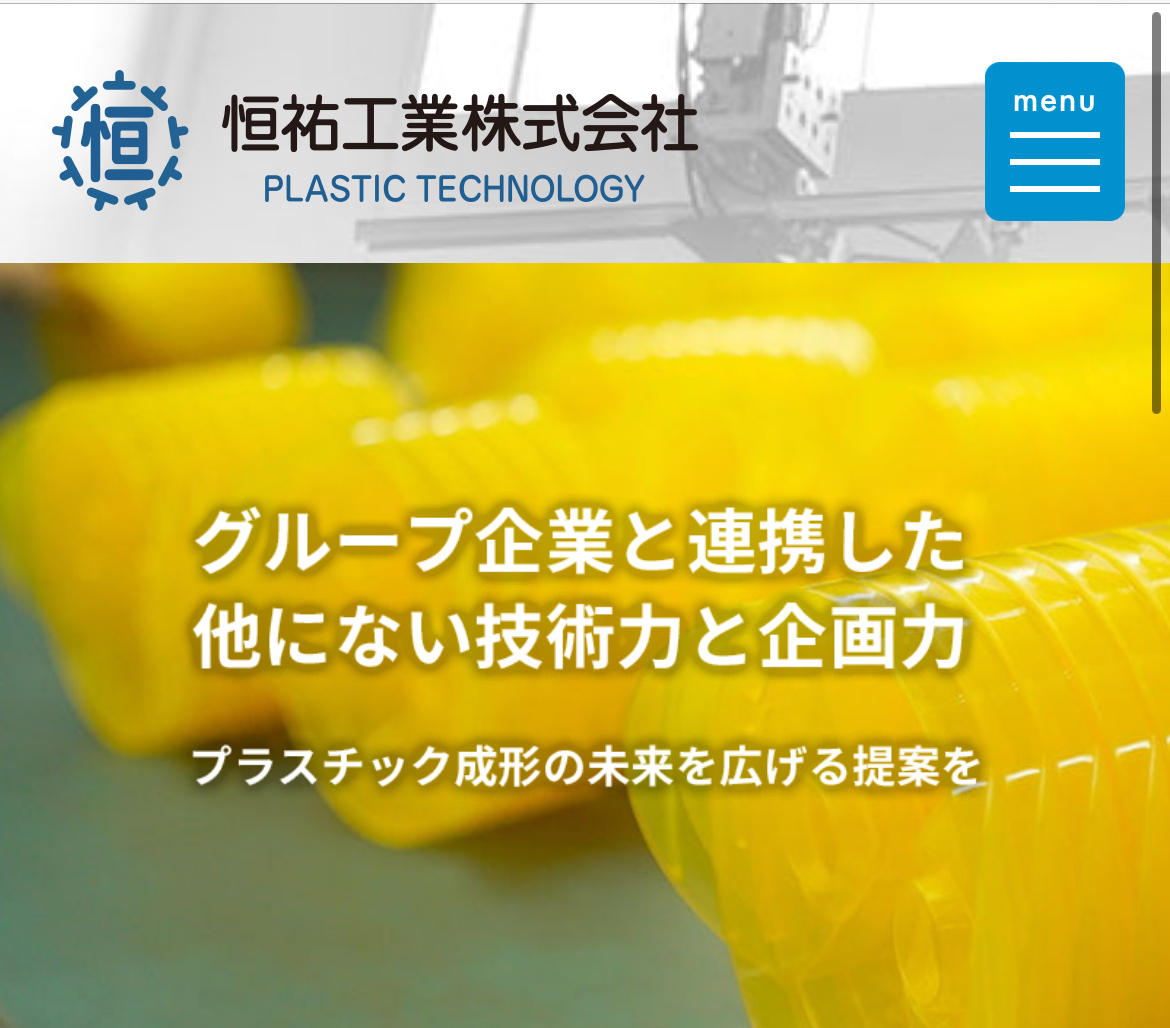 恒
恒祐工業株式会社
PLASTIC TECHNOLOGY
menu
グループ企業と連携した
他にない技術力と企画力
プラスチック成形の未来を広げる提案を